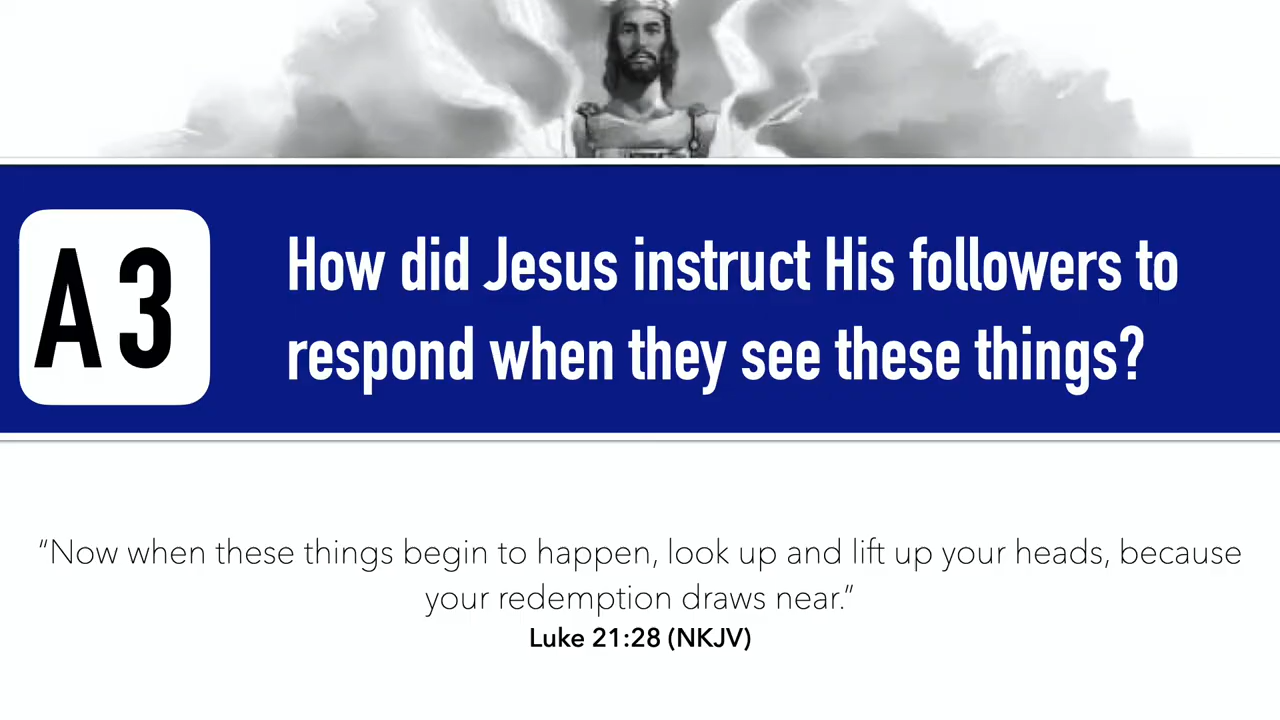 A3
How did Jesus instruct His followers to
respond when they see these things?
“Now when these things begin to happen, look up and lift up your heads, because
your redemption draws near.”
Luke 21:28 (NKJV)